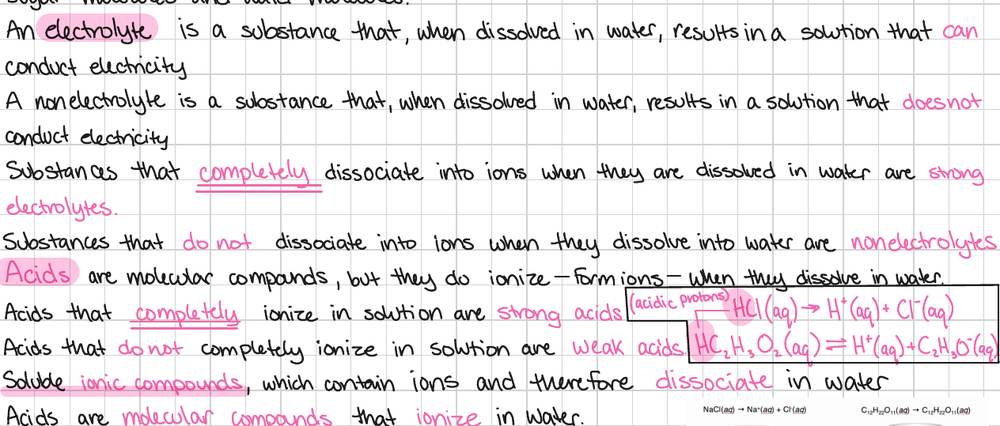 An electrolyte is a substance that, when dissolved in water, results in a solution that can
conduct electricity
A nonelectrolyte is a substance that, when dissolved in water, results in a solution that does not
conduct electricity
Substances that completely dissociate into ions when they are dissolved in water are strong
electrolytes.
Substances that do not dissociate into ions when they dissolve into water are nonelectrolytes
Acids are molecular compounds, but they do ionize – form ions – when they dissolve in water.
Acids that completely ionize in solution are strong acids (acidic protons) HCl(aq) → H⁺(aq) + Cl⁻(aq)
Acids that do not completely ionize in solution are weak acids. HC₂H₃O₂(aq) ⇌ H⁺(aq) + C₂H₃O⁻(aq)
Soluble ionic compounds, which contain ions and therefore dissociate in water
Acids are molecular compounds that ionize in water.
NaCl(aq) → Na⁺(aq) + Cl⁻(aq) C₁₂H₂₂O₁₁(aq) → C₁₂H₂₂O₁₁(aq)